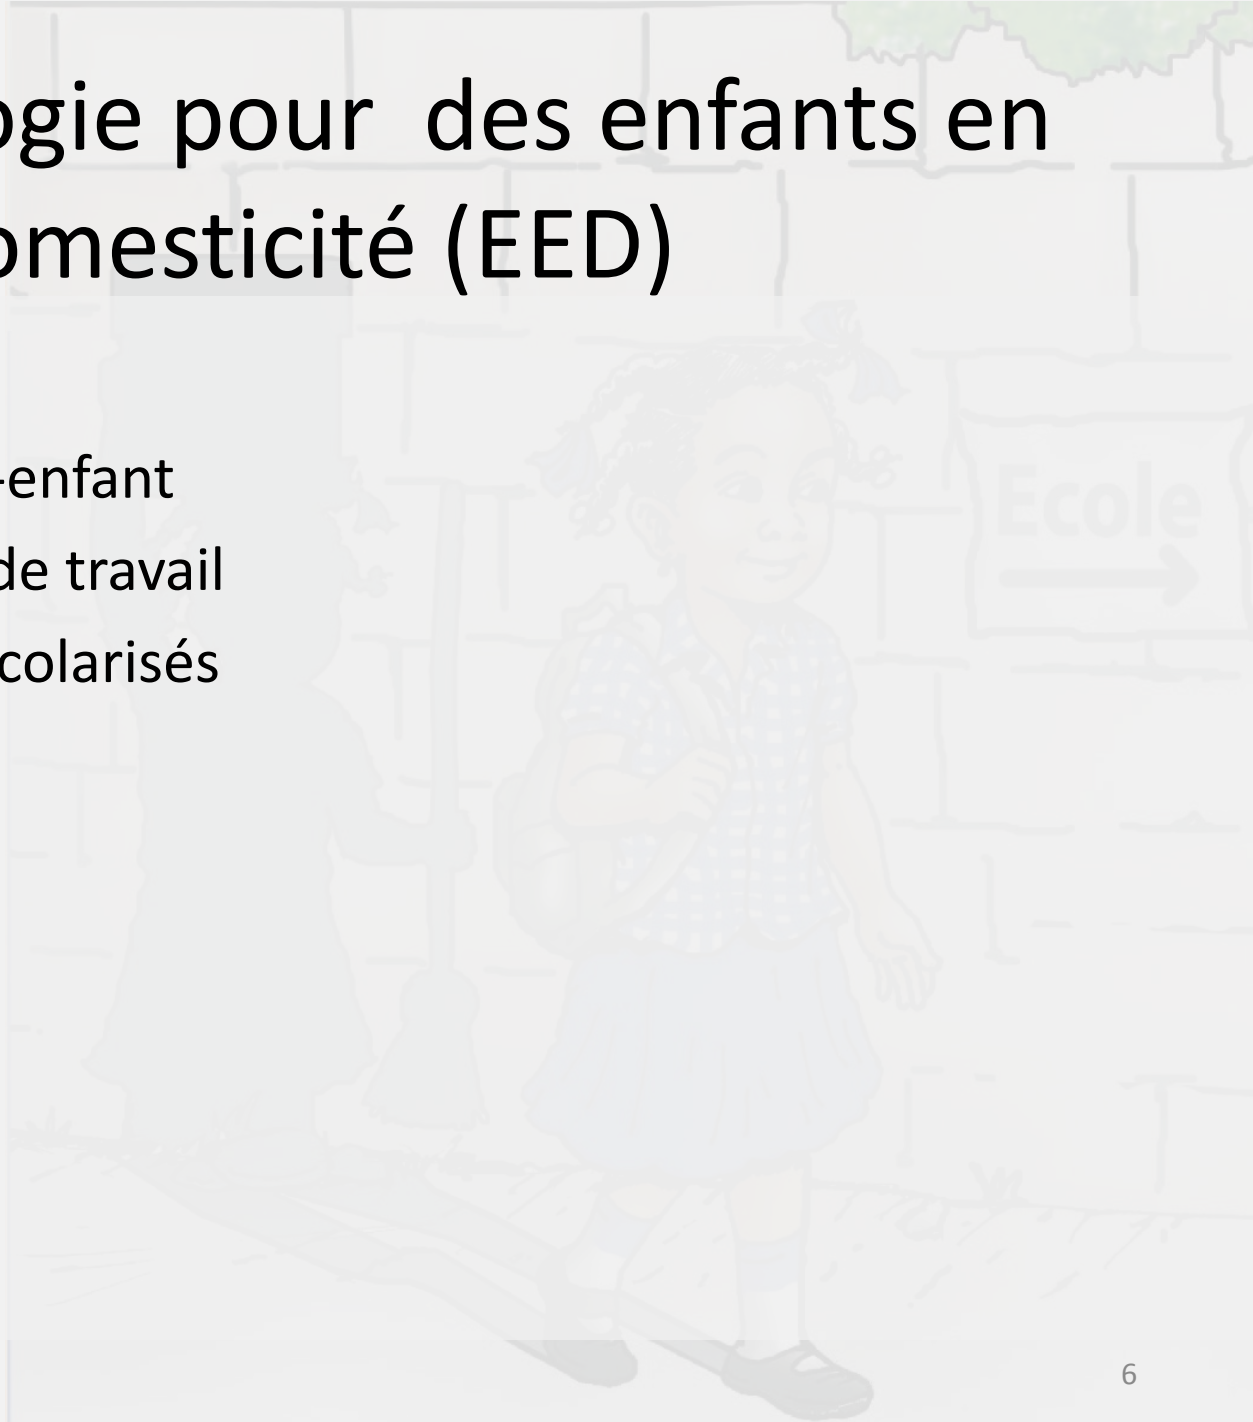 ogie pour  des enfants en
omesticité (EED)
-enfant
de travail
colarisés
Ecole
6